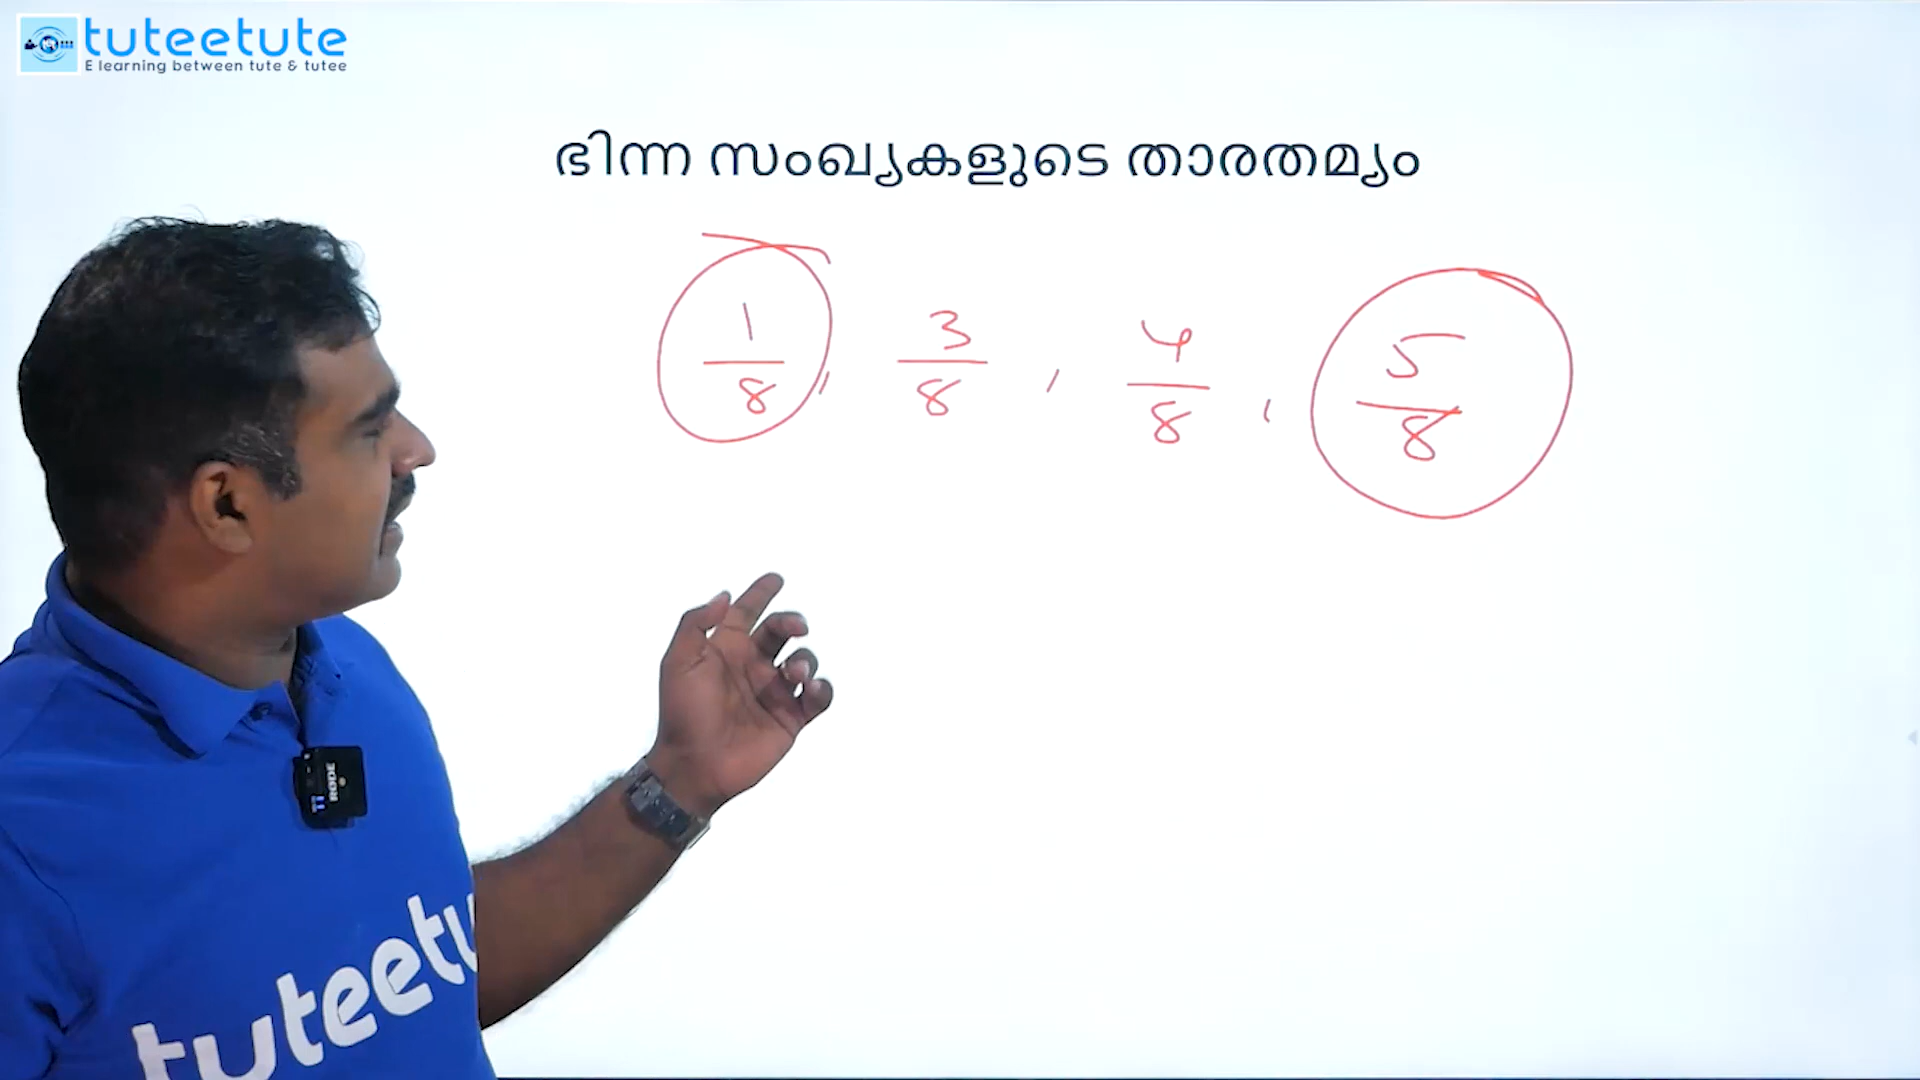 tuteetute
E learning between tute & tutee
ഭിന്ന സംഖ്യകളുടെ താരതമ്യം
1/8, 3/8, 4/8, 5/8
RODE
tuteetu